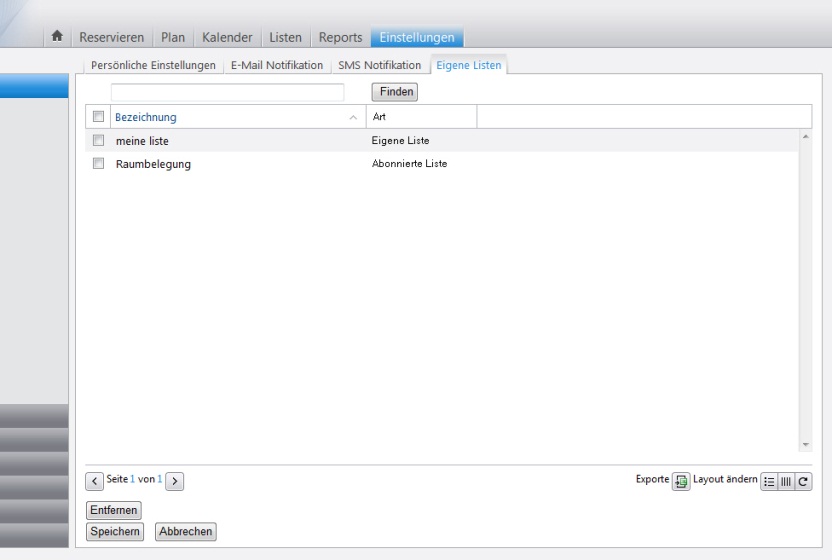 Reservieren Plan Kalender Listen Reports Einstellungen
Persönliche Einstellungen E-Mail Notifikation SMS Notifikation Eigene Listen
Finden
Bezeichnung Art
meine liste Eigene Liste
Raumbelegung Abonnierte Liste
Seite 1 von 1 Exporte Layout ändern
Entfernen
Speichern Abbrechen